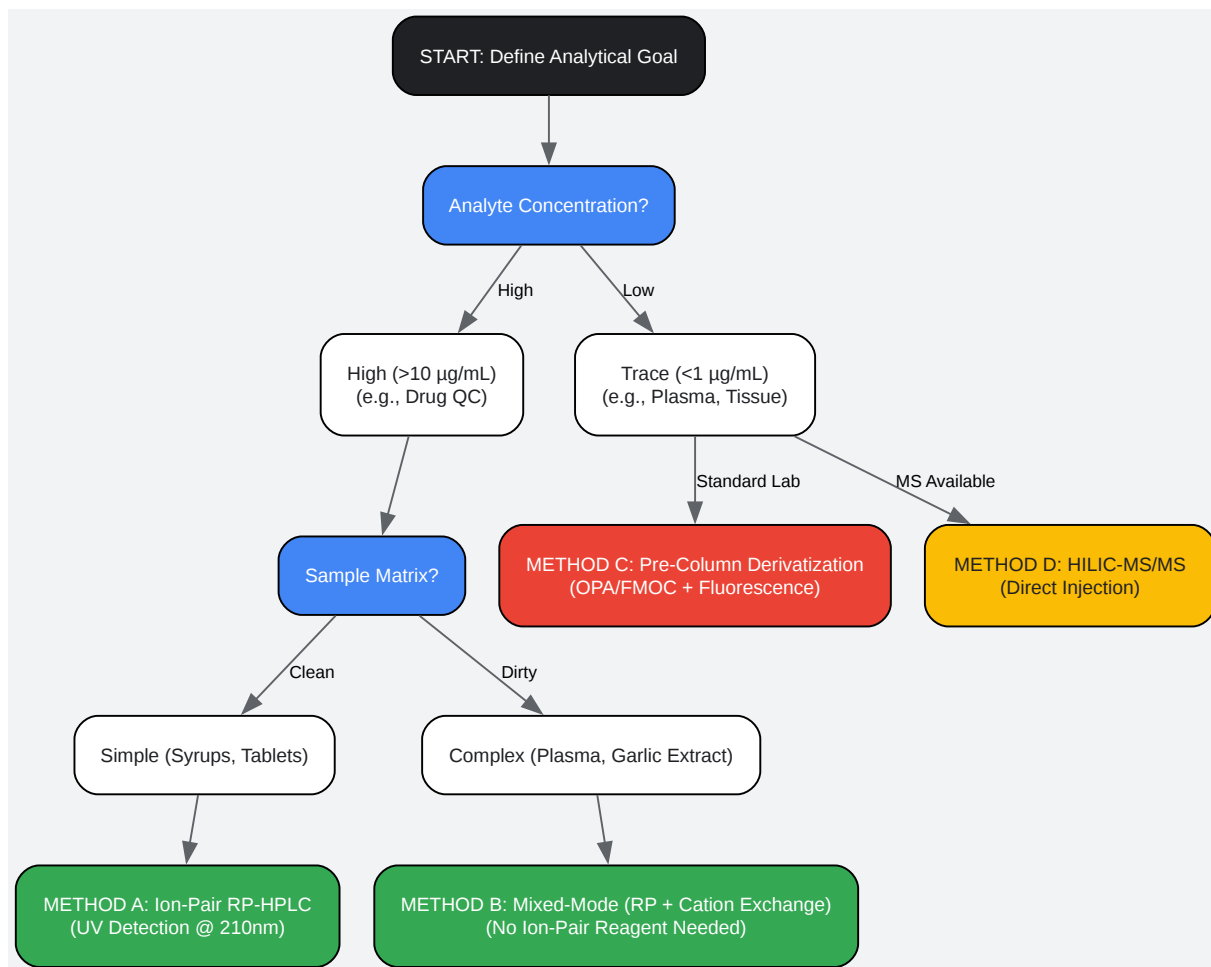 START: Define Analytical Goal
Analyte Concentration?
High
Low
High (>10 µg/mL)
(e.g., Drug QC)
Trace (<1 µg/mL)
(e.g., Plasma, Tissue)
Standard Lab
MS Available
Sample Matrix?
METHOD C: Pre-Column Derivatization
(OPA/FMOC + Fluorescence)
METHOD D: HILIC-MS/MS
(Direct Injection)
Clean
Dirty
Simple (Syrups, Tablets)
Complex (Plasma, Garlic Extract)
METHOD A: Ion-Pair RP-HPLC
(UV Detection @ 210nm)
METHOD B: Mixed-Mode (RP + Cation Exchange)
(No Ion-Pair Reagent Needed)